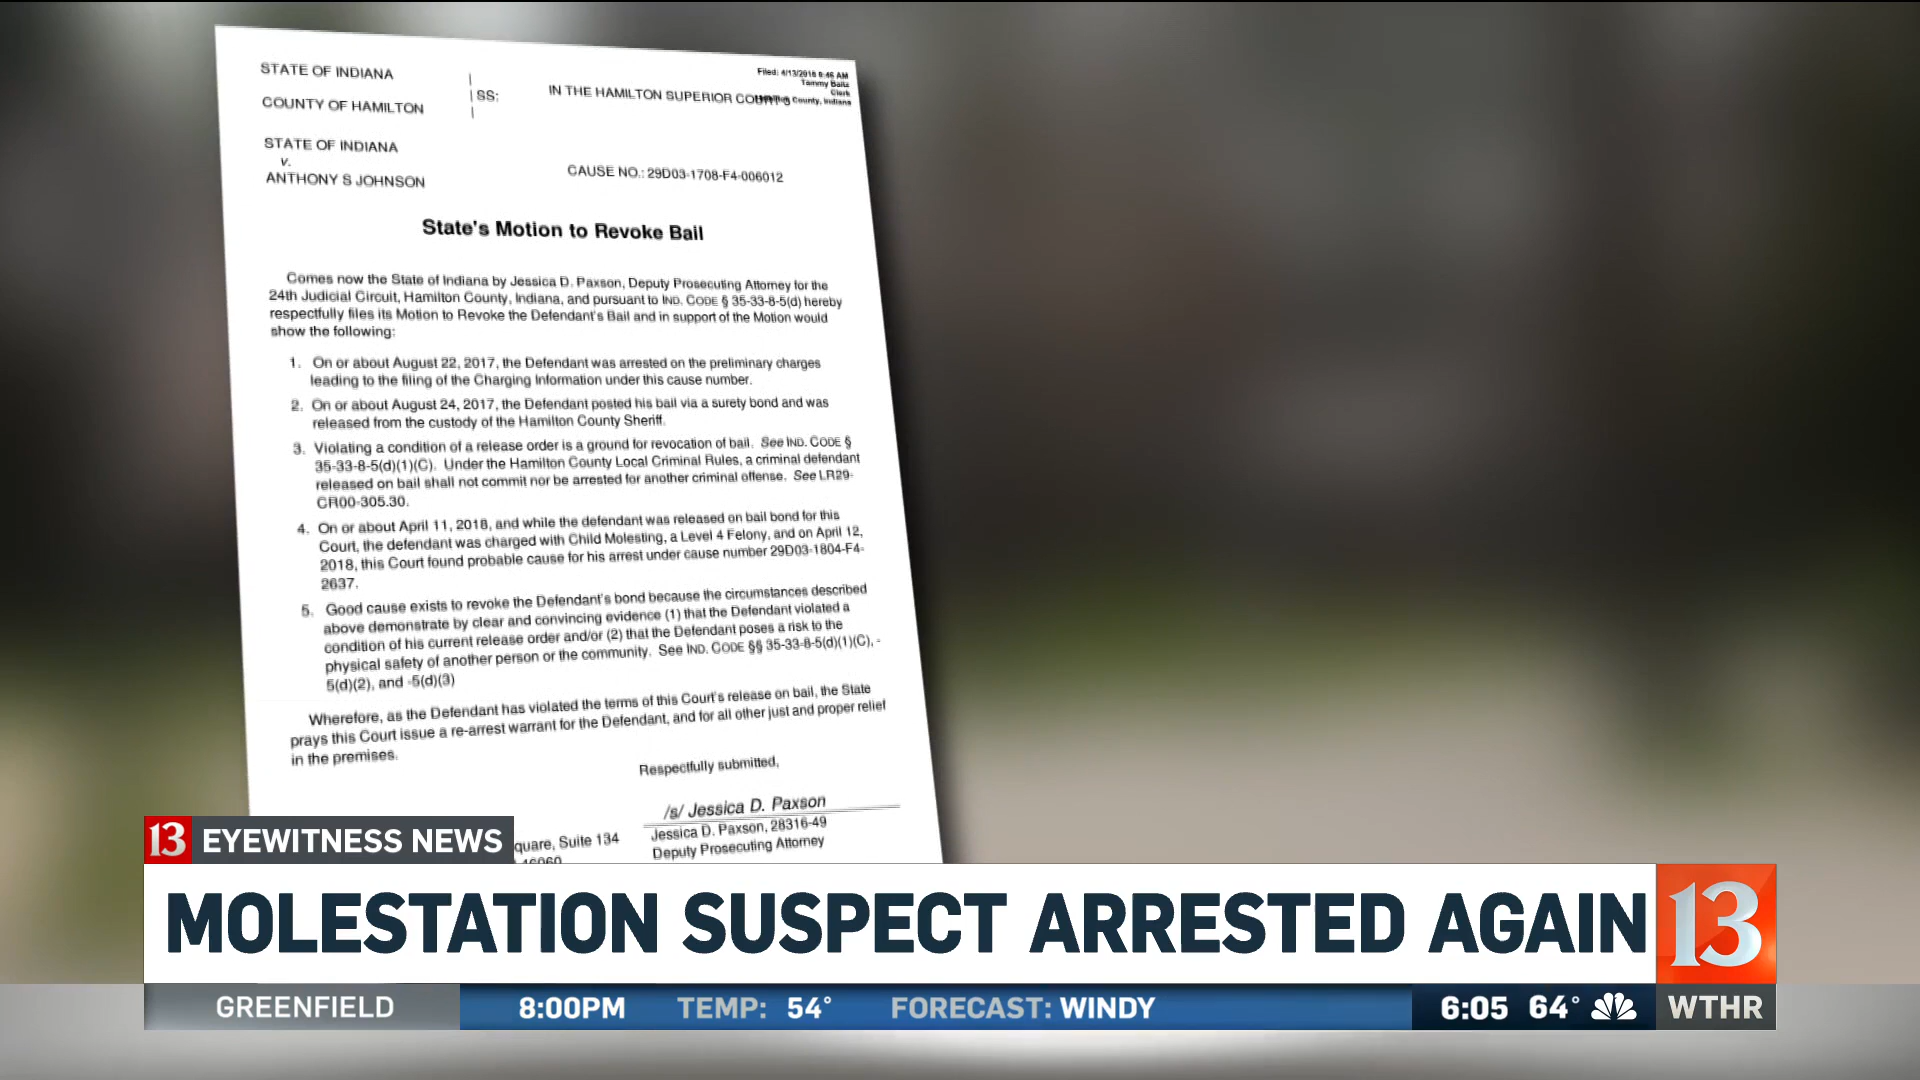 STATE OF INDIANA
COUNTY OF HAMILTON
SS:
IN THE HAMILTON SUPERIOR COURT 3
Filed: 4/13/2018 8:46 AM
Tammy Baitz
Clerk
County, Indiana
STATE OF INDIANA
v.
ANTHONY S JOHNSON
CAUSE NO.: 29D03-1708-F4-006012
State's Motion to Revoke Bail
Comes now the State of Indiana by Jessica D. Paxson, Deputy Prosecuting Attorney for the
24th Judicial Circuit, Hamilton County, Indiana, and pursuant to IND. CODE § 35-33-8-5(d) hereby
respectfully files its Motion to Revoke the Defendant's Bail and in support of the Motion would
show the following:
1. On or about August 22, 2017, the Defendant was arrested on the preliminary charges
leading to the filing of the Charging Information under this cause number.
2. On or about August 24, 2017, the Defendant posted his bail via a surety bond and was
released from the custody of the Hamilton County Sheriff.
3. Violating a condition of a release order is a ground for revocation of bail. See IND. CODE §
35-33-8-5(d)(1)(C). Under the Hamilton County Local Criminal Rules, a criminal defendant
released on bail shall not commit nor be arrested for another criminal offense. See LR29-
CR00-305.30.
4. On or about April 11, 2018, and while the defendant was released on bail bond for this
Court, the defendant was charged with Child Molesting, a Level 4 Felony, and on April 12,
2018, this Court found probable cause for his arrest under cause number 29D03-1804-F4-
2637.
5. Good cause exists to revoke the Defendant's bond because the circumstances described
above demonstrate by clear and convincing evidence (1) that the Defendant violated a
condition of his current release order and/or (2) that the Defendant poses a risk to the
physical safety of another person or the community. See IND. CODE §§ 35-33-8-5(d)(1)(C), -
5(d)(2), and -5(d)(3)
Wherefore, as the Defendant has violated the terms of this Court's release on bail, the State
prays this Court issue a re-arrest warrant for the Defendant, and for all other just and proper relief
in the premises.
Respectfully submitted,
/s/ Jessica D. Paxson
Jessica D. Paxson, 28316-49
Deputy Prosecuting Attorney
quare, Suite 134
46060
13 EYEWITNESS NEWS
MOLESTATION SUSPECT ARRESTED AGAIN
13
GREENFIELD 8:00PM TEMP: 54° FORECAST: WINDY 6:05 64° WTHR